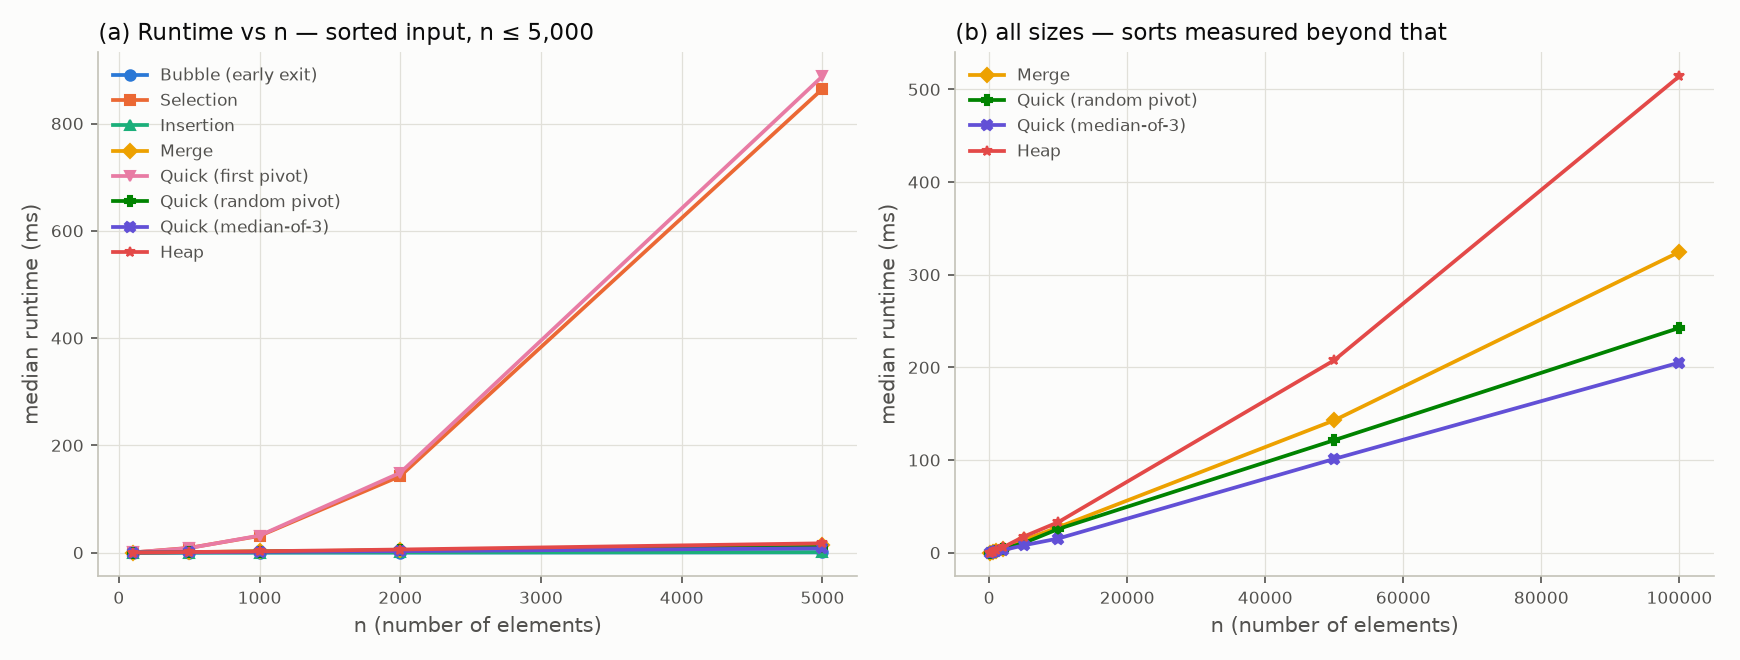 (a) Runtime vs n — sorted input, n ≤ 5,000
Bubble (early exit)
Selection
Insertion
Merge
Quick (first pivot)
Quick (random pivot)
Quick (median-of-3)
Heap
median runtime (ms)
800
600
400
200
0
0 1000 2000 3000 4000 5000
n (number of elements)
(b) all sizes — sorts measured beyond that
Merge
Quick (random pivot)
Quick (median-of-3)
Heap
median runtime (ms)
500
400
300
200
100
0
0 20000 40000 60000 80000 100000
n (number of elements)